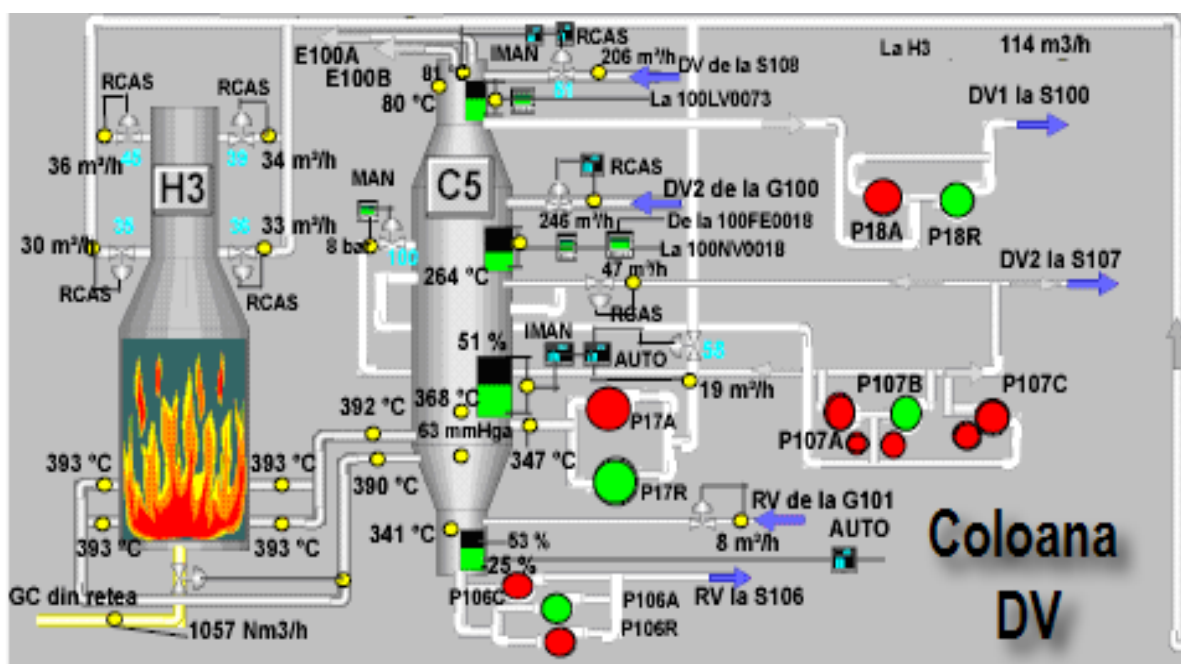 E100A
E100B
IMAN
RCAS
81°
206 m³/h
DV de la S108
61
80 °C
La 100LV0073
La H3
114 m3/h
DV1 la S100
RCAS
RCAS
36 m³/h
34 m³/h
39
H3
C5
MAN
RCAS
DV2 de la G100
246 m³/h
De la 100FE0018
La 100NV0018
P18A
P18R
35
36
33 m³/h
30 m³/h
8 bar
RCAS
RCAS
264 °C
47 m³/h
RCAS
DV2 la S107
51 %
IMAN
AUTO
19 m³/h
368 °C
392 °C
63 mmHga
P17A
347 °C
P107B
P107C
P107A
393 °C
393 °C
390 °C
P17R
393 °C
393 °C
341 °C
RV de la G101
8 m³/h
AUTO
53 %
25 %
Coloana
DV
GC din retea
1057 Nm3/h
P106C
P106A
P106R
RV la S106